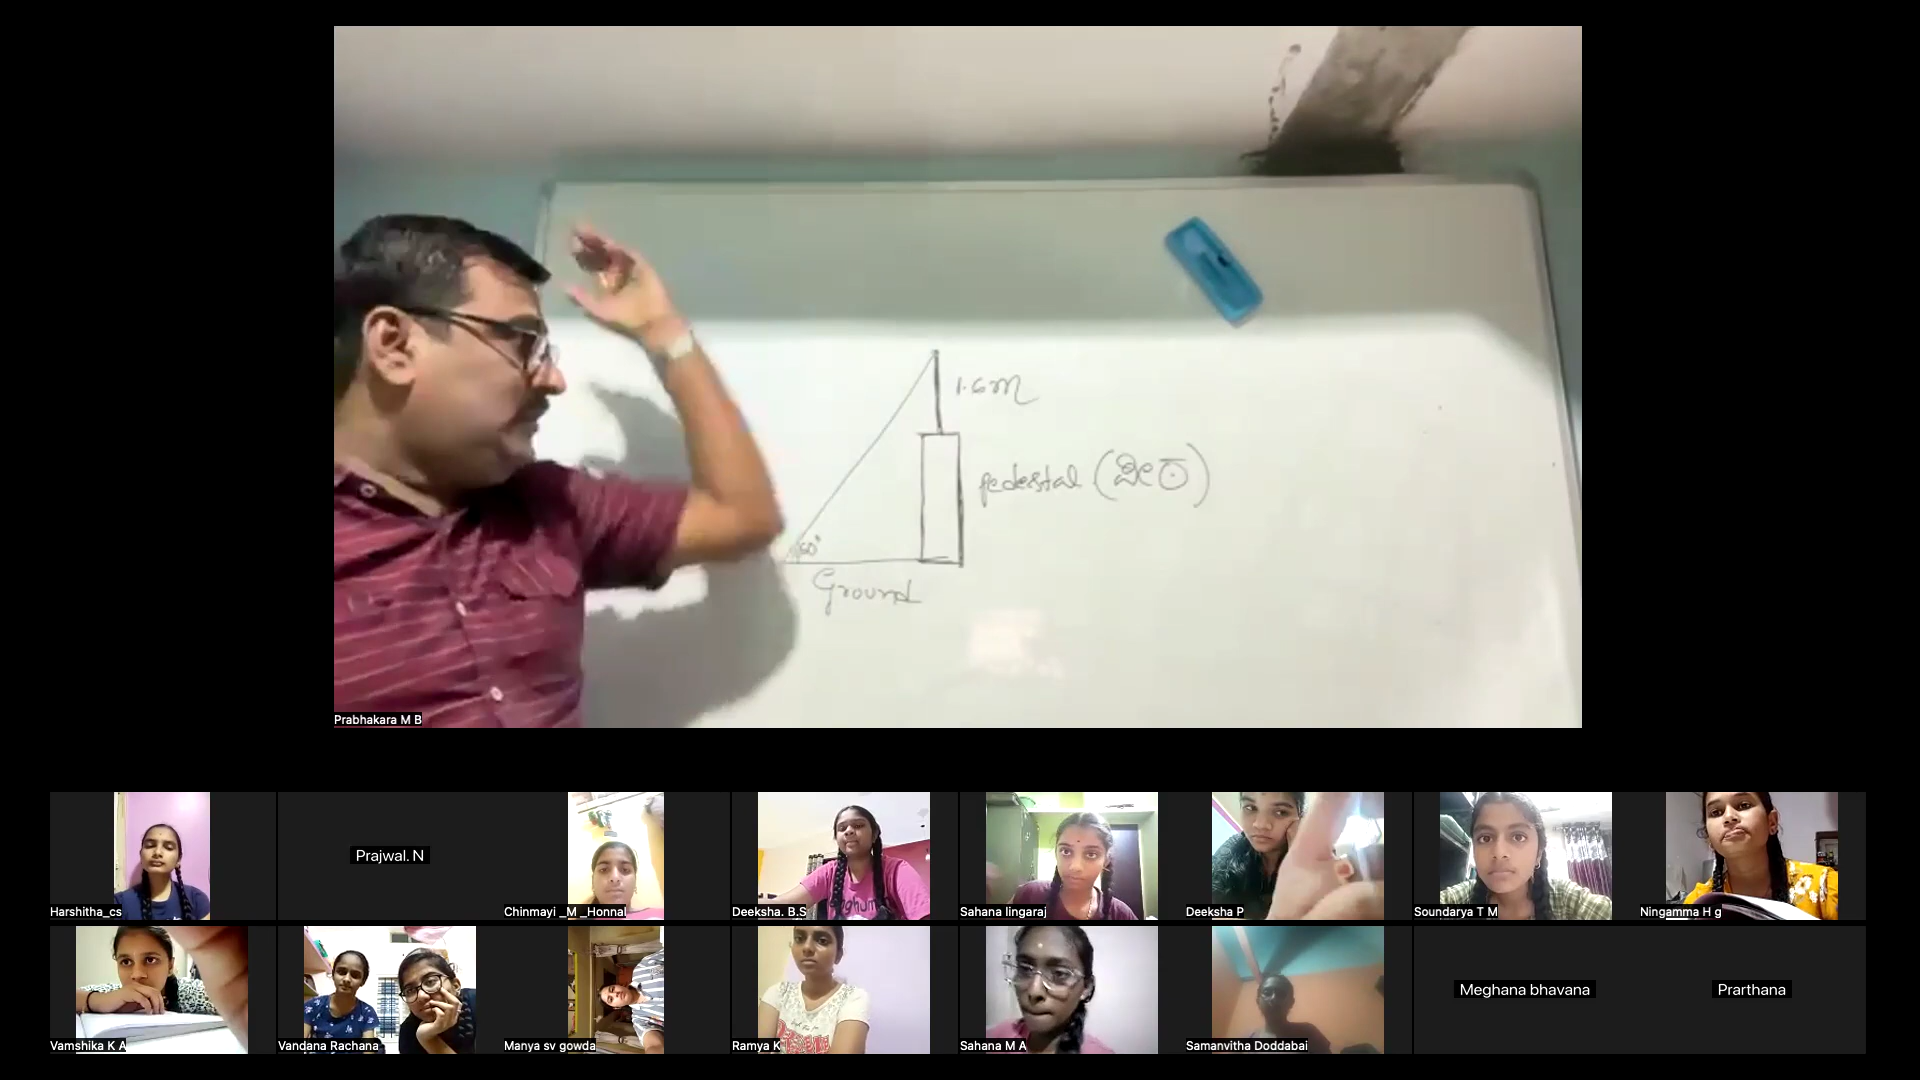 1.6m
pedestal (ಪೀಠ)
60°
Ground
Prabhakara M B
Prajwal. N
Harshitha_cs
Chinmayi _M _Honnal
Deeksha. B.S
Sahana lingaraj
Deeksha P
Soundarya T M
Ningamma H g
Meghana bhavana
Prarthana
Vamshika K A
Vandana Rachana
Manya sv gowda
Ramya K
Sahana M A
Samanvitha Doddabai